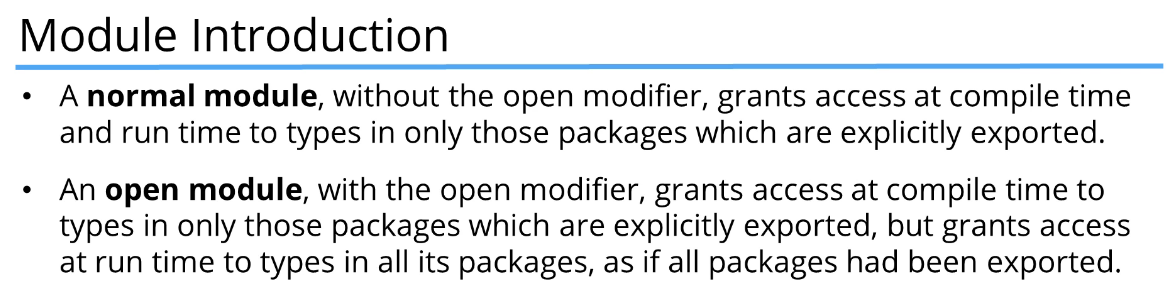 Module Introduction
• A normal module, without the open modifier, grants access at compile time
and run time to types in only those packages which are explicitly exported.
• An open module, with the open modifier, grants access at compile time to
types in only those packages which are explicitly exported, but grants access
at run time to types in all its packages, as if all packages had been exported.